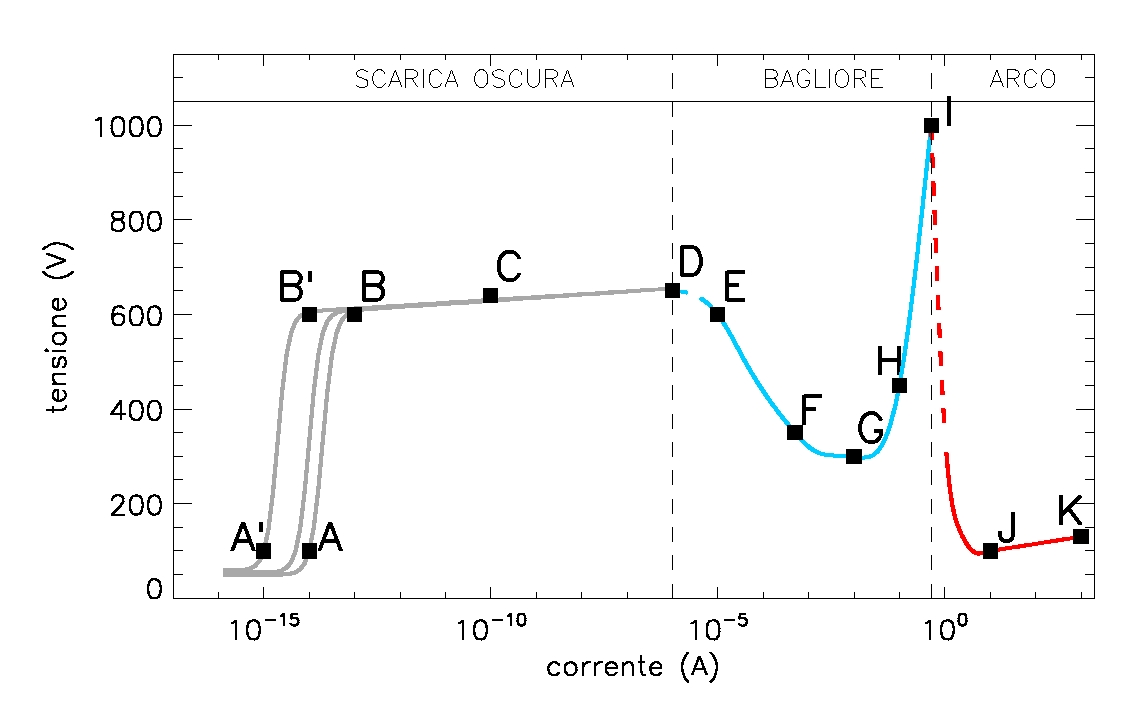 SCARICA OSCURA BAGLIORE ARCO
I
1000
800
tensione (V)
600
400
200
0
B' B C D E
H
F G
A' A J K
10^-15 10^-10 10^-5 10^0
corrente (A)